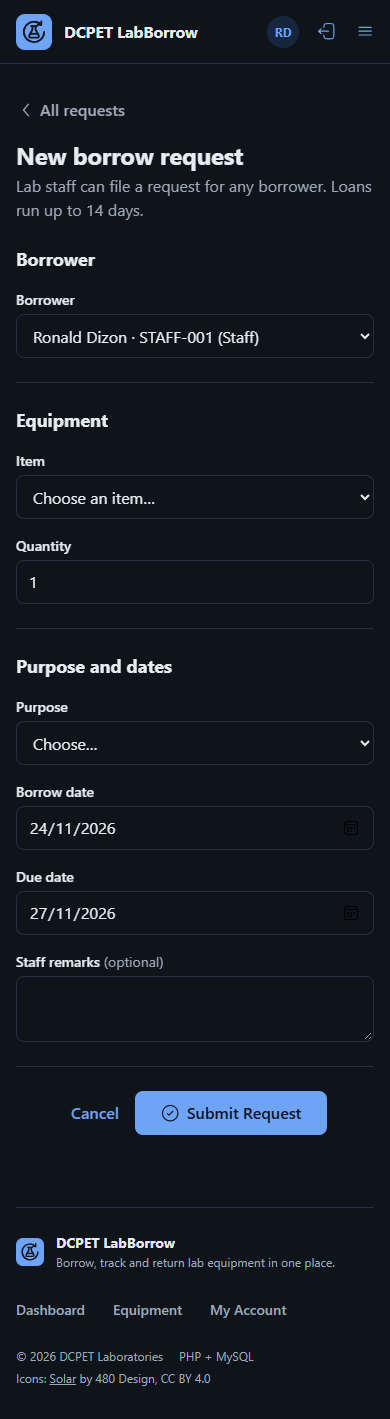 DCPET LabBorrow
RD
All requests
New borrow request
Lab staff can file a request for any borrower. Loans
run up to 14 days.
Borrower
Borrower
Ronald Dizon · STAFF-001 (Staff)
Equipment
Item
Choose an item...
Quantity
1
Purpose and dates
Purpose
Choose...
Borrow date
24/11/2026
Due date
27/11/2026
Staff remarks (optional)
Cancel
Submit Request
DCPET LabBorrow
Borrow, track and return lab equipment in one place.
Dashboard Equipment My Account
© 2026 DCPET Laboratories PHP + MySQL
Icons: Solar by 480 Design, CC BY 4.0